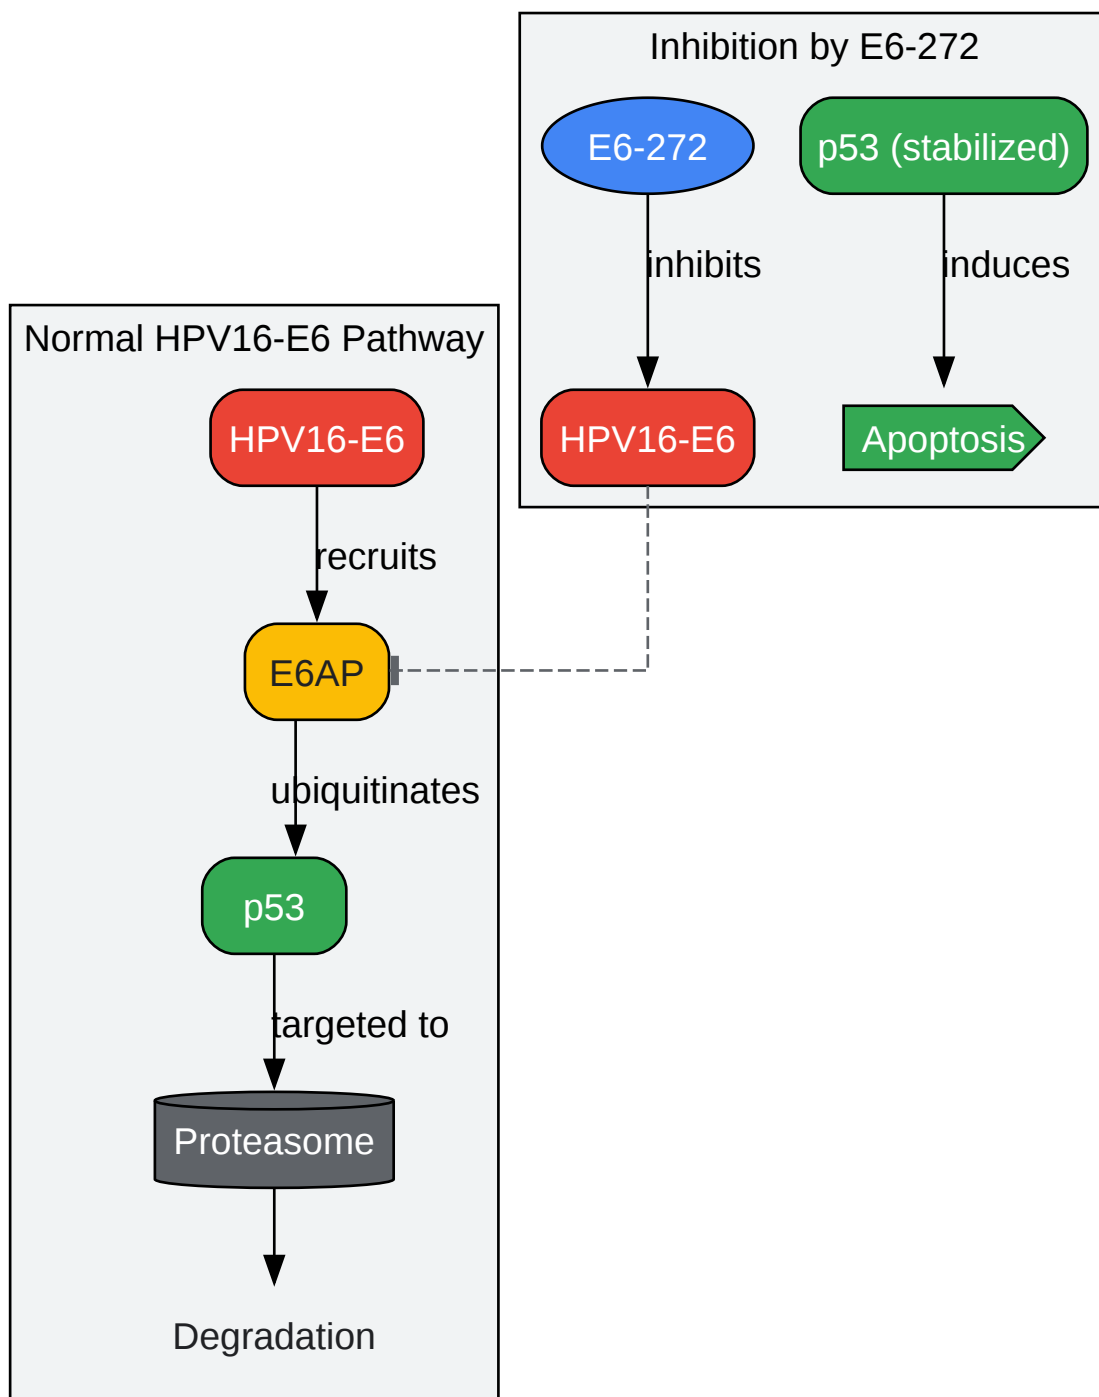 Inhibition by E6-272
E6-272
p53 (stabilized)
inhibits
induces
HPV16-E6
Apoptosis
Normal HPV16-E6 Pathway
HPV16-E6
recruits
E6AP
ubiquitinates
p53
targeted to
Proteasome
Degradation